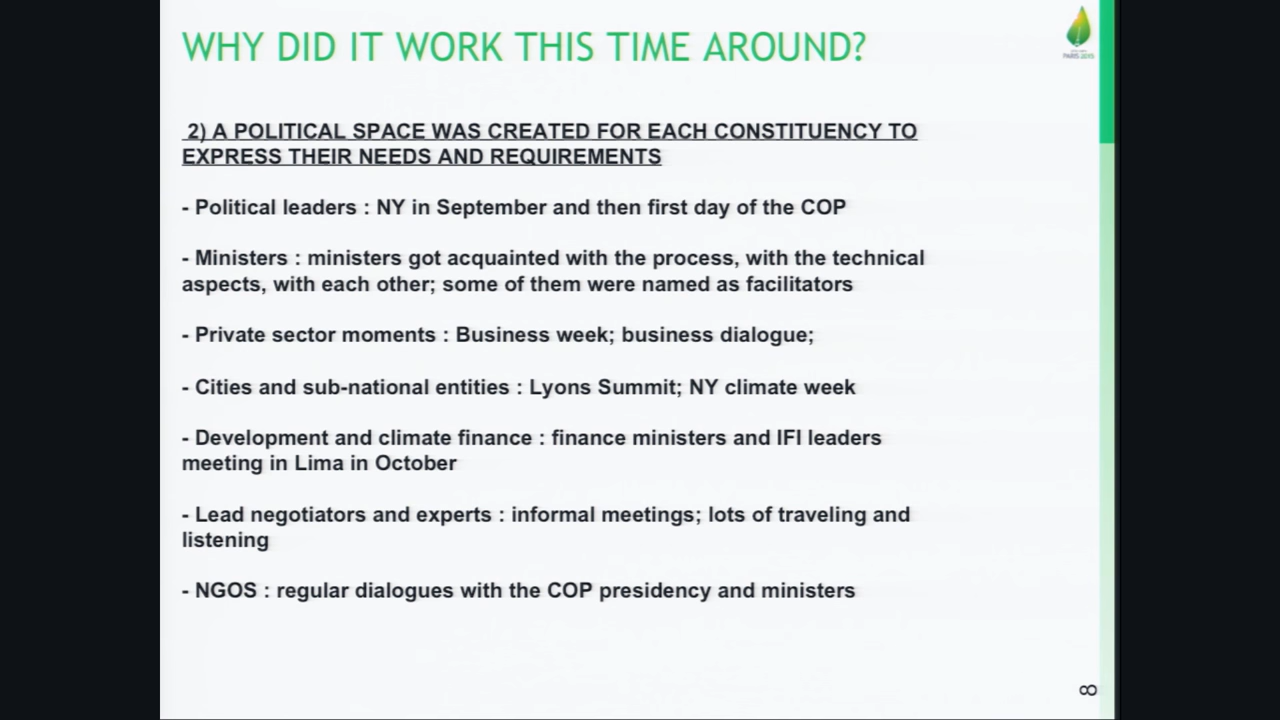 WHY DID IT WORK THIS TIME AROUND?
PARIS 2015
2) A POLITICAL SPACE WAS CREATED FOR EACH CONSTITUENCY TO
EXPRESS THEIR NEEDS AND REQUIREMENTS
- Political leaders : NY in September and then first day of the COP
- Ministers : ministers got acquainted with the process, with the technical
aspects, with each other; some of them were named as facilitators
- Private sector moments : Business week; business dialogue;
- Cities and sub-national entities : Lyons Summit; NY climate week
- Development and climate finance : finance ministers and IFI leaders
meeting in Lima in October
- Lead negotiators and experts : informal meetings; lots of traveling and
listening
- NGOS : regular dialogues with the COP presidency and ministers
8